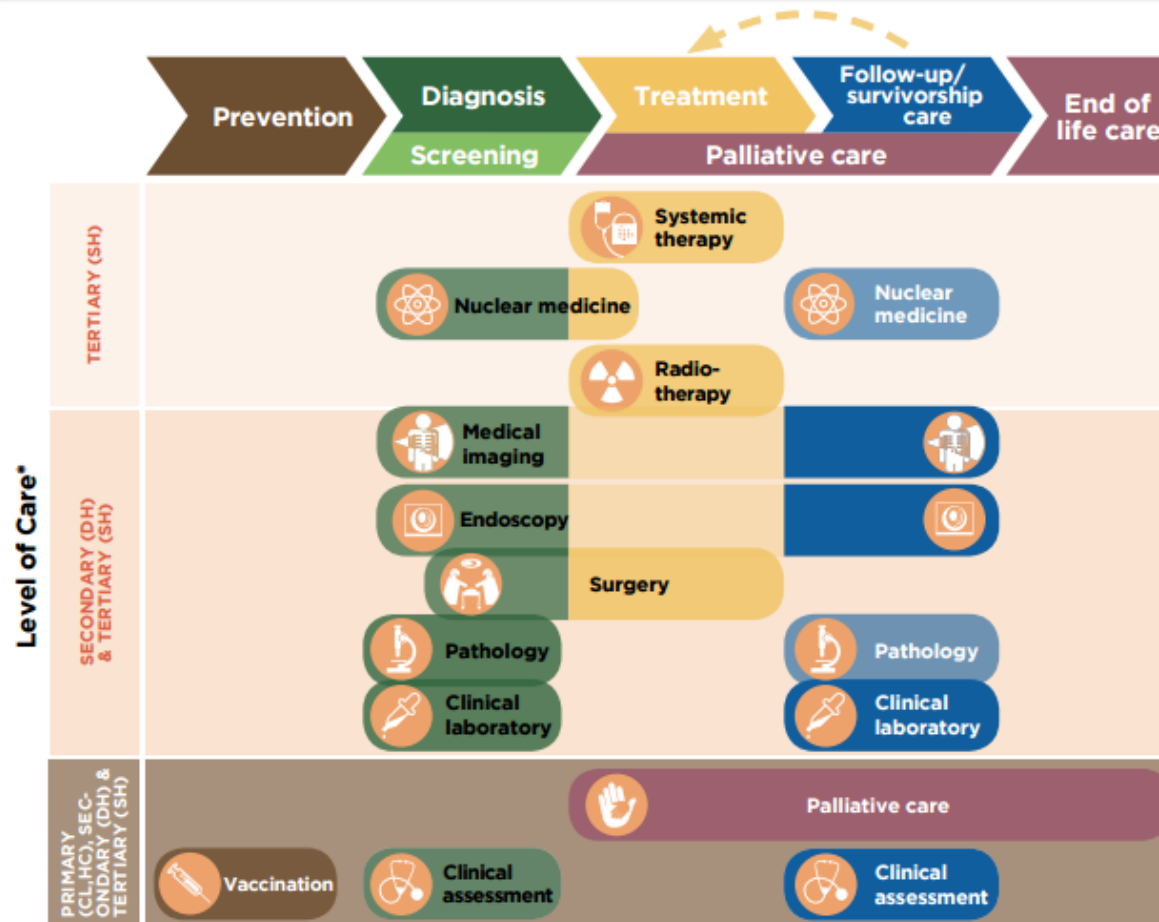 Prevention
Diagnosis
Screening
Treatment
Follow-up/
survivorship
care
Palliative care
End of
life care
Level of Care*
TERTIARY (SH)
Systemic
therapy
Nuclear medicine
Nuclear
medicine
Radio-
therapy
SECONDARY (DH)
& TERTIARY (SH)
Medical
imaging
Endoscopy
Surgery
Pathology
Pathology
Clinical
laboratory
Clinical
laboratory
PRIMARY
(CL,HC), SEC-
ONDARY (DH) &
TERTIARY (SH)
Palliative care
Vaccination
Clinical
assessment
Clinical
assessment